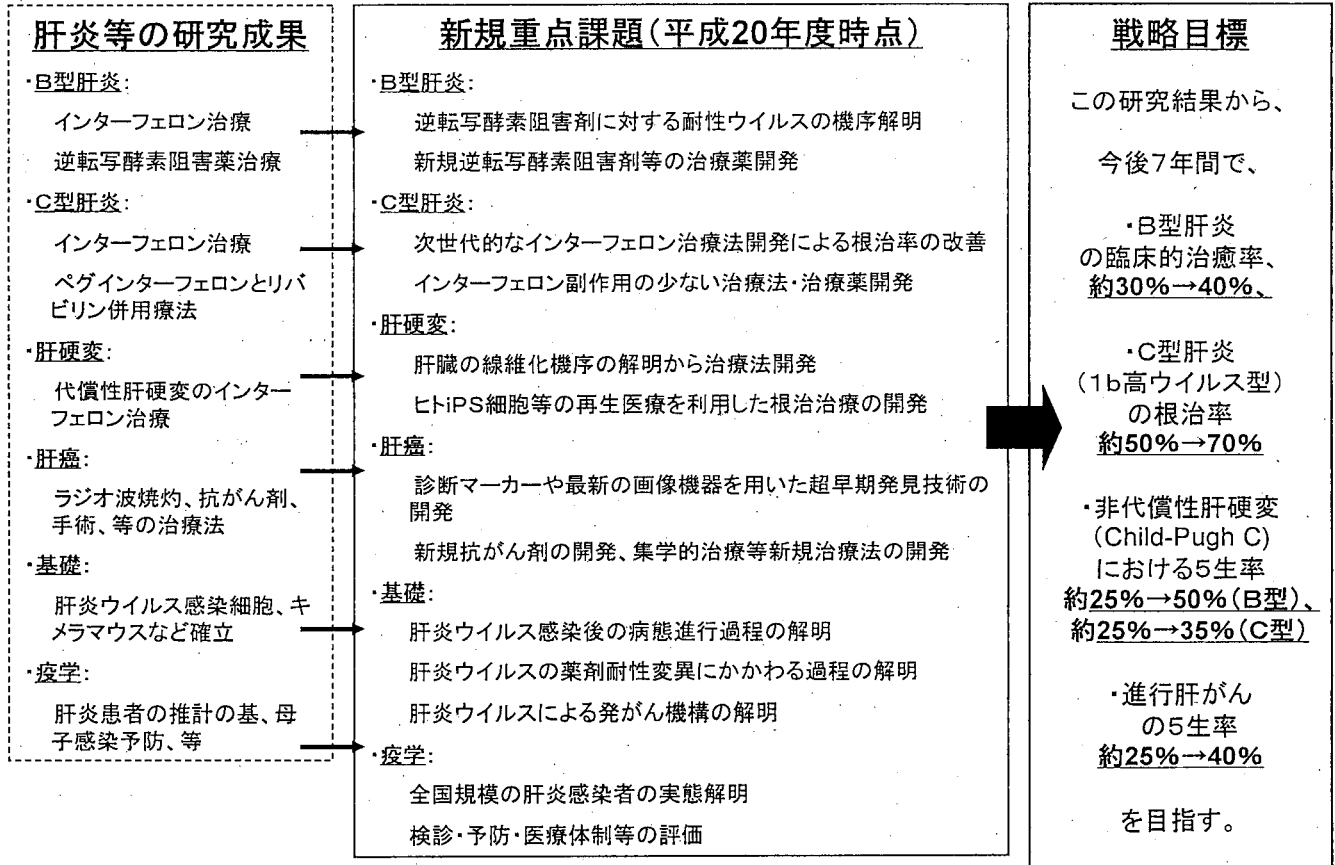 肝炎等の研究成果
・B型肝炎:
インターフェロン治療
逆転写酵素阻害薬治療
・C型肝炎:
インターフェロン治療
ペグインターフェロンとリバ
ビリン併用療法
・肝硬変:
代償性肝硬変のインター
フェロン治療
・肝癌:
ラジオ波焼灼、抗がん剤、
手術、等の治療法
・基礎:
肝炎ウイルス感染細胞、キ
メラマウスなど確立
・疫学:
肝炎患者の推計の基、母
子感染予防、等
新規重点課題(平成20年度時点)
・B型肝炎:
逆転写酵素阻害剤に対する耐性ウイルスの機序解明
新規逆転写酵素阻害剤等の治療薬開発
・C型肝炎:
次世代的なインターフェロン治療法開発による根治率の改善
インターフェロン副作用の少ない治療法・治療薬開発
・肝硬変:
肝臓の線維化機序の解明から治療法開発
ヒトiPS細胞等の再生医療を利用した根治治療の開発
・肝癌:
診断マーカーや最新の画像機器を用いた超早期発見技術の
開発
新規抗がん剤の開発、集学的治療等新規治療法の開発
・基礎:
肝炎ウイルス感染後の病態進行過程の解明
肝炎ウイルスの薬剤耐性変異にかかわる過程の解明
肝炎ウイルスによる発がん機構の解明
・疫学:
全国規模の肝炎感染者の実態解明
検診・予防・医療体制等の評価
戦略目標
この研究結果から、
今後7年間で、
・B型肝炎
の臨床的治癒率、
約30%→40%、
・C型肝炎
(1b高ウイルス型)
の根治率
約50%→70%
・非代償性肝硬変
(Child-Pugh C)
における5生率
約25%→50%(B型)、
約25%→35%(C型)
・進行肝がん
の5生率
約25%→40%
を目指す。